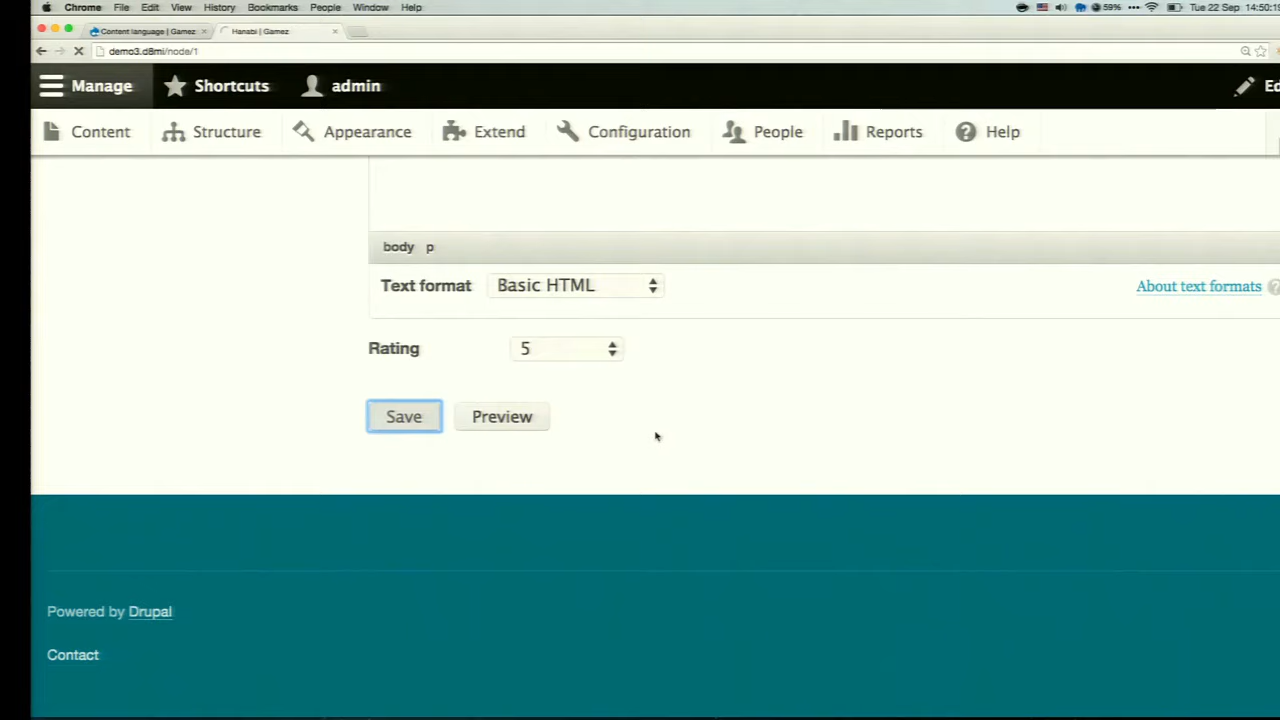 Chrome File Edit View History Bookmarks People Window Help 59% Tue 22 Sep 14:50:19
Content language | Gamez Hanabi | Gamez
demo3.d8mi/node/1
Manage Shortcuts admin
Content Structure Appearance Extend Configuration People Reports Help
body p
Text format Basic HTML About text formats
Rating 5
Save Preview
Powered by Drupal
Contact